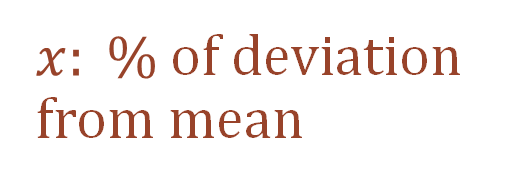 x: % of deviation
from mean